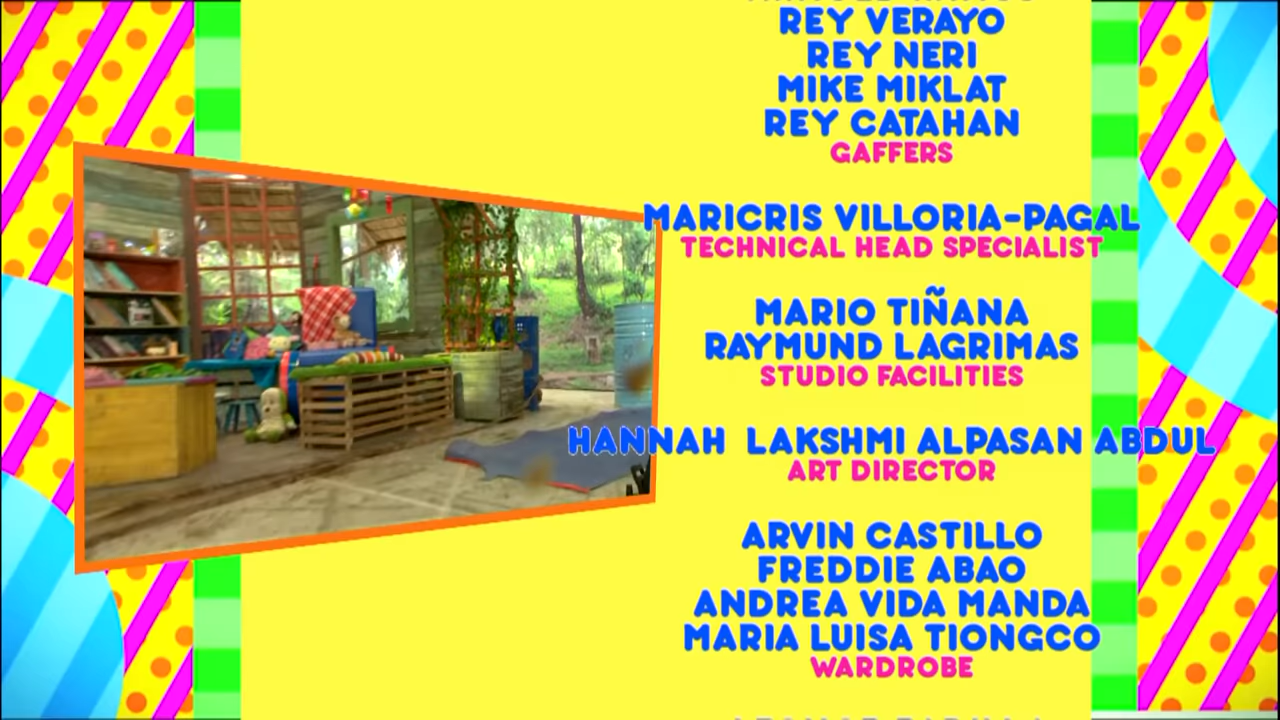 REY VERAYO
REY NERI
MIKE MIKLAT
REY CATAHAN
GAFFERS
MARICRIS VILLORIA-PAGAL
TECHNICAL HEAD SPECIALIST
MARIO TIÑANA
RAYMUND LAGRIMAS
STUDIO FACILITIES
HANNAH LAKSHMI ALPASAN ABDUL
ART DIRECTOR
ARVIN CASTILLO
FREDDIE ABAO
ANDREA VIDA MANDA
MARIA LUISA TIONGCO
WARDROBE